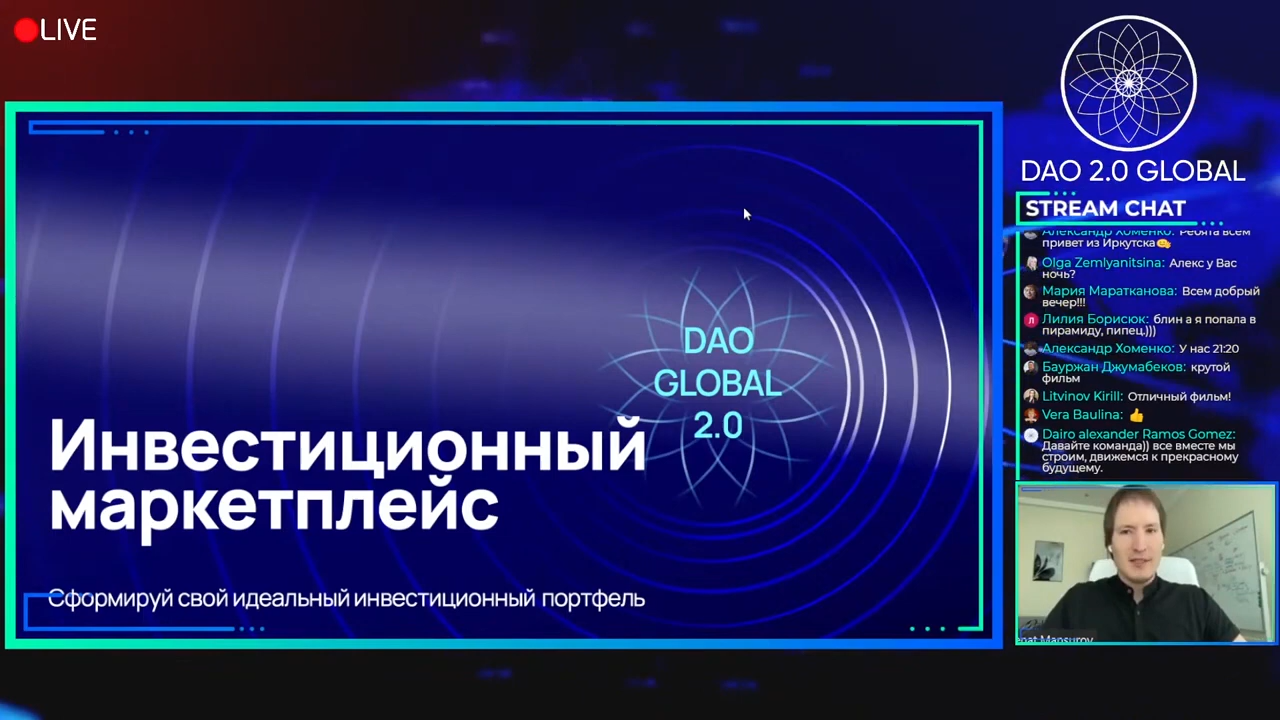 LIVE
DAO 2.0 GLOBAL
STREAM CHAT
Александр Хоменко: Ребята всем
привет из Иркутска
Olga Zemlyanitsina: Алекс у Вас
ночь?
Мария Маратканова: Всем добрый
вечер!!!
Л
Лилия Борисюк: блин а я попала в
пирамиду, пипец.)))
Александр Хоменко: У нас 21:20
Бауржан Джумабеков: крутой
фильм
Litvinov Kirill: Отличный фильм!
Vera Baulina: 👍
Dairo alexander Ramos Gomez:
Давайте команда)) все вместе мы
строим, движемся к прекрасному
будущему.
DAO
GLOBAL
2.0
Инвестиционный
маркетплейс
Сформируй свой идеальный инвестиционный портфель
Mansurov